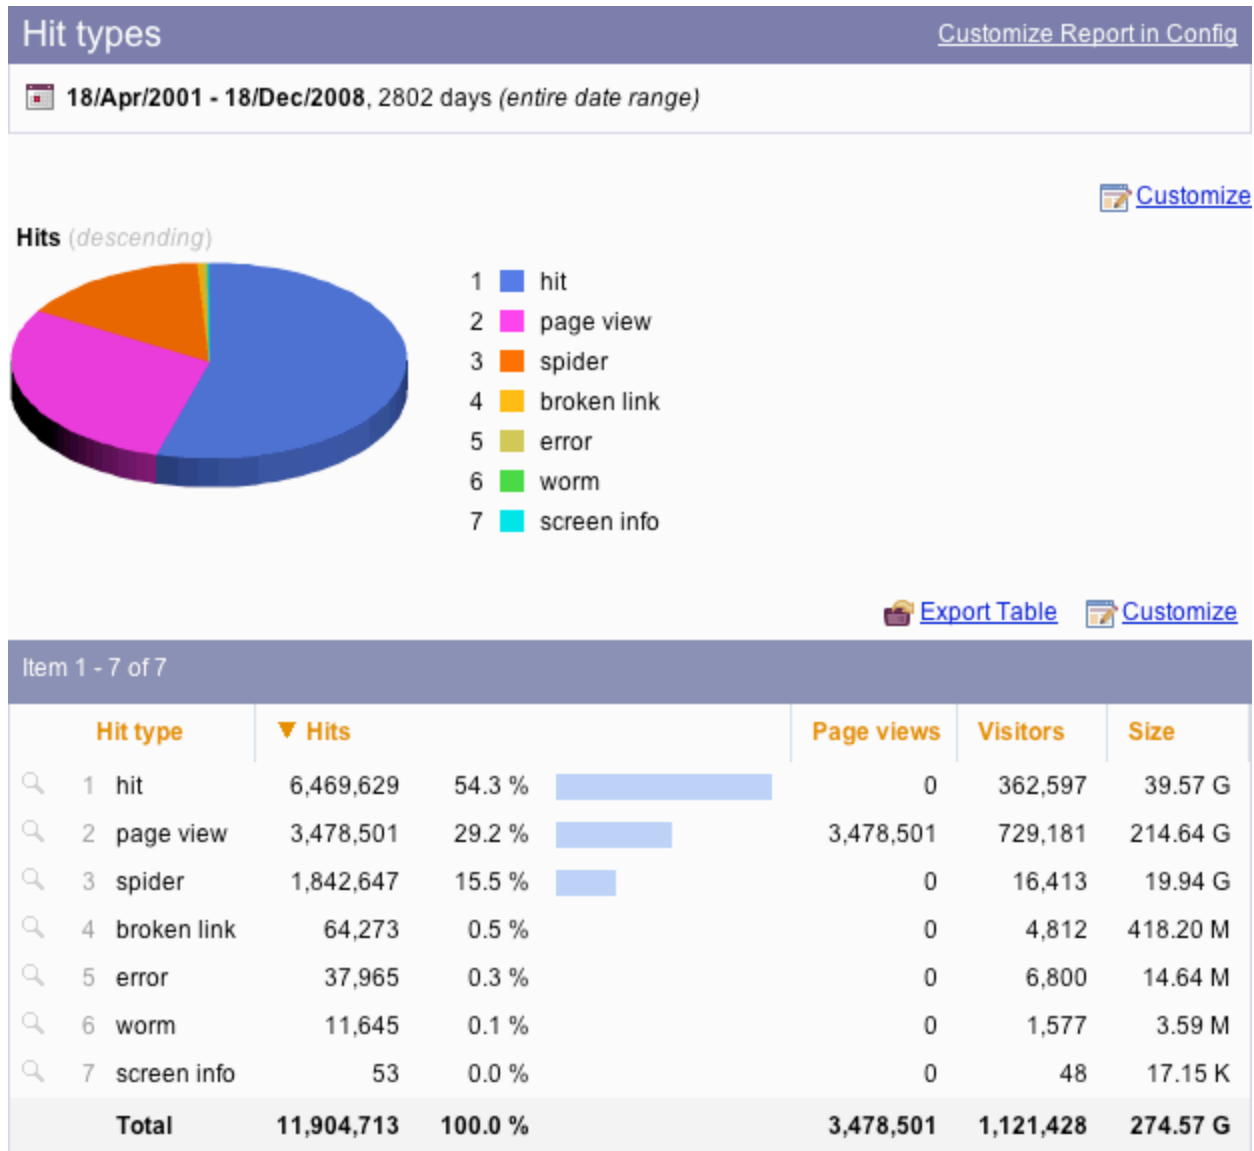 Hit types
Customize Report in Config
18/Apr/2001 - 18/Dec/2008, 2802 days (entire date range)
Customize
Hits (descending)
1 hit
2 page view
3 spider
4 broken link
5 error
6 worm
7 screen info
Export Table Customize
Item 1 - 7 of 7
Hit type ▼ Hits Page views Visitors Size
1 hit 6,469,629 54.3 % 0 362,597 39.57 G
2 page view 3,478,501 29.2 % 3,478,501 729,181 214.64 G
3 spider 1,842,647 15.5 % 0 16,413 19.94 G
4 broken link 64,273 0.5 % 0 4,812 418.20 M
5 error 37,965 0.3 % 0 6,800 14.64 M
6 worm 11,645 0.1 % 0 1,577 3.59 M
7 screen info 53 0.0 % 0 48 17.15 K
Total 11,904,713 100.0 % 3,478,501 1,121,428 274.57 G